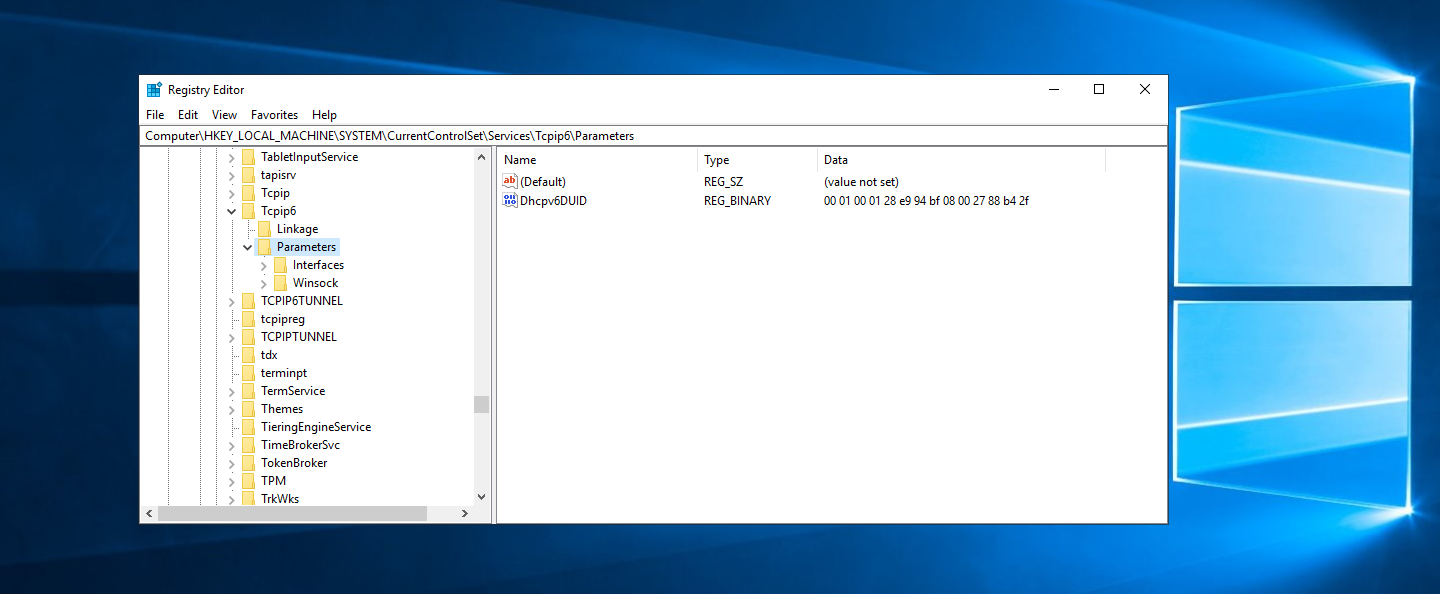 Registry Editor
File Edit View Favorites Help
Computer\HKEY_LOCAL_MACHINE\SYSTEM\CurrentControlSet\Services\Tcpip6\Parameters
TabletInputService
tapisrv
Tcpip
Tcpip6
Linkage
Parameters
Interfaces
Winsock
TCPIP6TUNNEL
tcpipreg
TCPIPTUNNEL
tdx
terminpt
TermService
Themes
TieringEngineService
TimeBrokerSvc
TokenBroker
TPM
TrkWks
Name Type Data
ab (Default) REG_SZ (value not set)
Dhcpv6DUID REG_BINARY 00 01 00 01 28 e9 94 bf 08 00 27 88 b4 2f